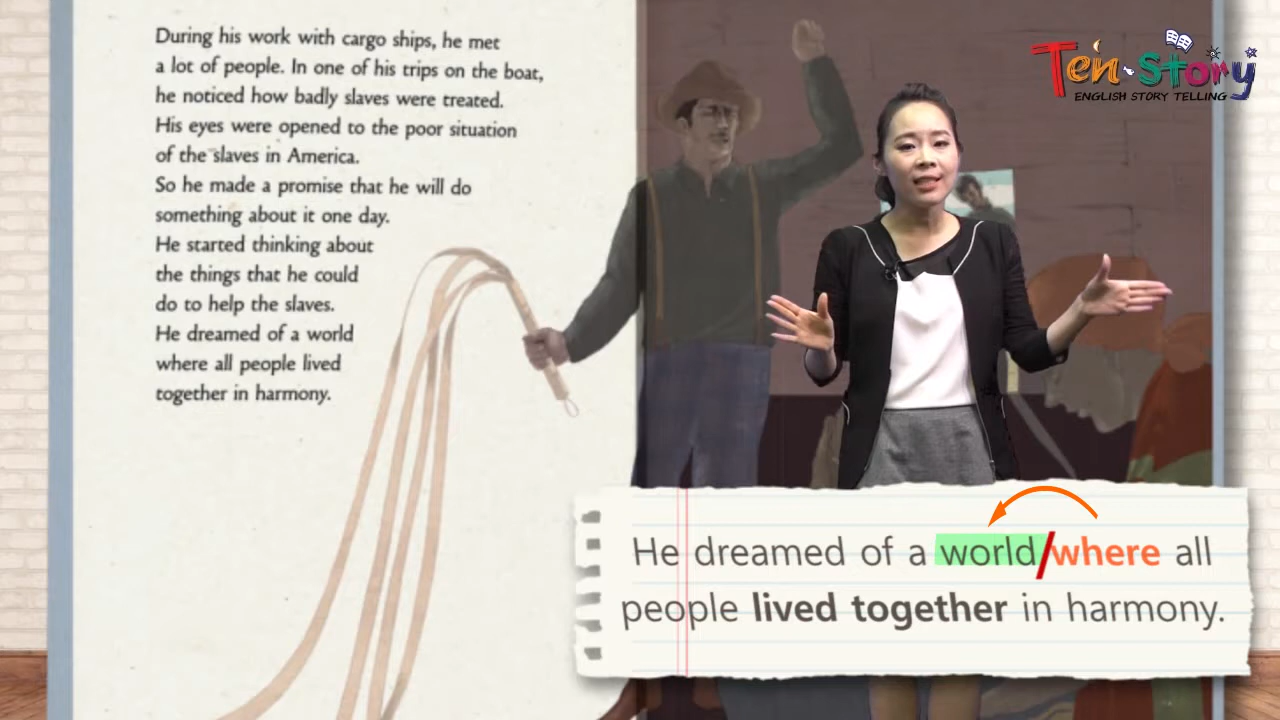 During his work with cargo ships, he met
a lot of people. In one of his trips on the boat,
he noticed how badly slaves were treated.
His eyes were opened to the poor situation
of the slaves in America.
So he made a promise that he will do
something about it one day.
He started thinking about
the things that he could
do to help the slaves.
He dreamed of a world
where all people lived
together in harmony.
Ten Story
ENGLISH STORY TELLING
He dreamed of a world/where all
people lived together in harmony.